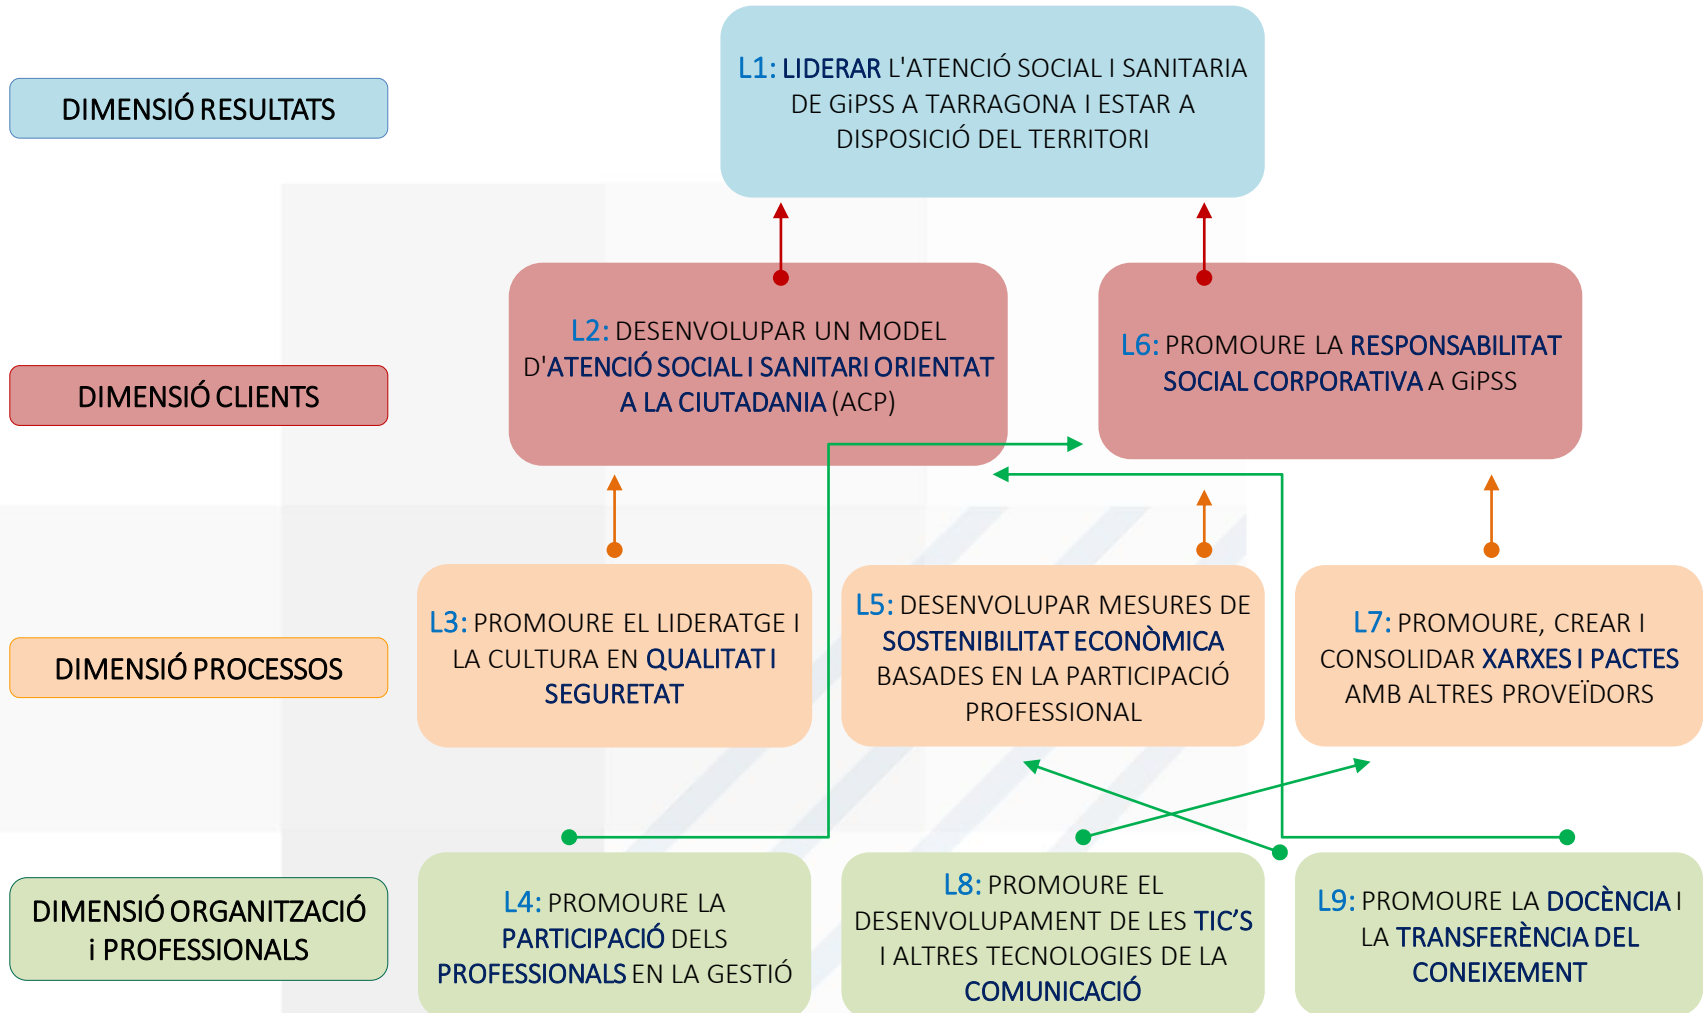 DIMENSIÓ RESULTATS
L1: LIDERAR L'ATENCIÓ SOCIAL I SANITARIA
DE GiPSS A TARRAGONA I ESTAR A
DISPOSICIÓ DEL TERRITORI
DIMENSIÓ CLIENTS
L2: DESENVOLUPAR UN MODEL
D'ATENCIÓ SOCIAL I SANITARI ORIENTAT
A LA CIUTADANIA (ACP)
L6: PROMOURE LA RESPONSABILITAT
SOCIAL CORPORATIVA A GiPSS
DIMENSIÓ PROCESSOS
L3: PROMOURE EL LIDERATGE I
LA CULTURA EN QUALITAT I
SEGURETAT
L5: DESENVOLUPAR MESURES DE
SOSTENIBILITAT ECONÒMICA
BASADES EN LA PARTICIPACIÓ
PROFESSIONAL
L7: PROMOURE, CREAR I
CONSOLIDAR XARXES I PACTES
AMB ALTRES PROVEÏDORS
DIMENSIÓ ORGANITZACIÓ
i PROFESSIONALS
L4: PROMOURE LA
PARTICIPACIÓ DELS
PROFESSIONALS EN LA GESTIÓ
L8: PROMOURE EL
DESENVOLUPAMENT DE LES TIC’S
I ALTRES TECNOLOGIES DE LA
COMUNICACIÓ
L9: PROMOURE LA DOCÈNCIA I
LA TRANSFERÈNCIA DEL
CONEIXEMENT